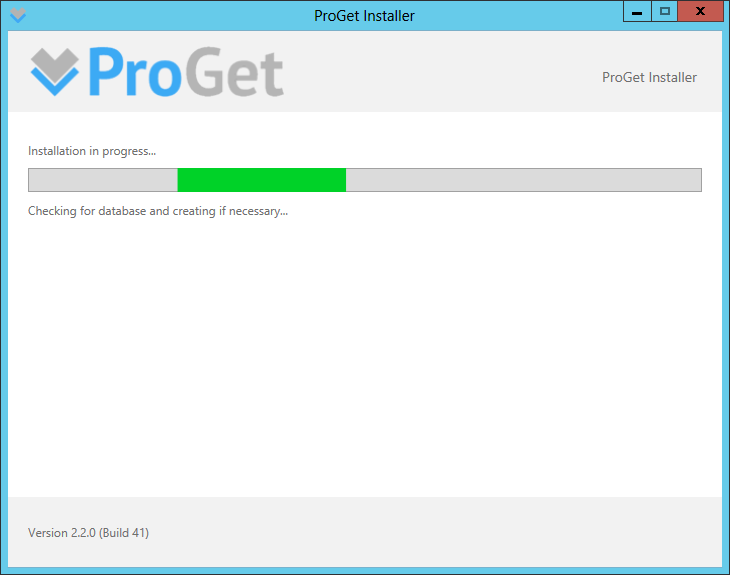 ProGet Installer
ProGet
ProGet Installer
Installation in progress...
Checking for database and creating if necessary...
Version 2.2.0 (Build 41)